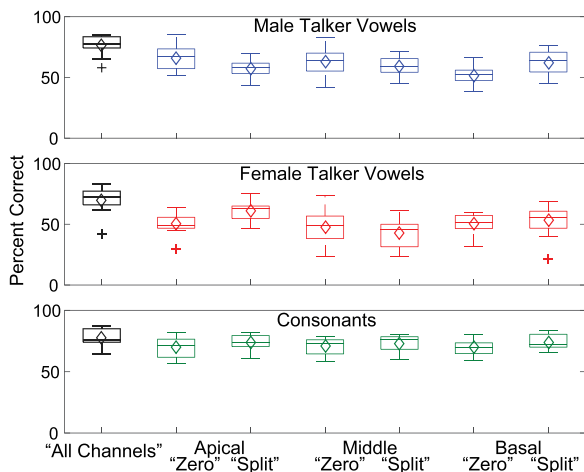 Male Talker Vowels
100
50
0
Female Talker Vowels
100
50
0
Percent Correct
Consonants
100
50
0
“All Channels” Apical Middle Basal
“Zero” “Split” “Zero” “Split” “Zero” “Split”